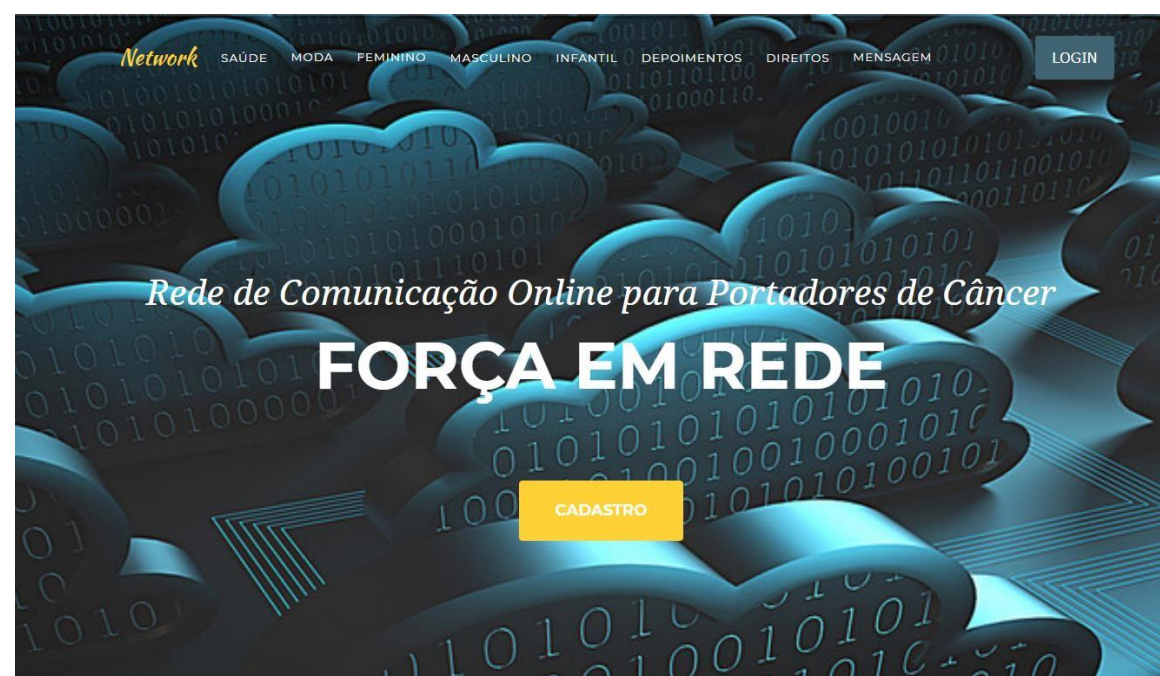 Network SAÚDE MODA FEMININO MASCULINO INFANTIL DEPOIMENTOS DIREITOS MENSAGEM LOGIN
Rede de Comunicação Online para Portadores de Câncer
FORÇA EM REDE
CADASTRO